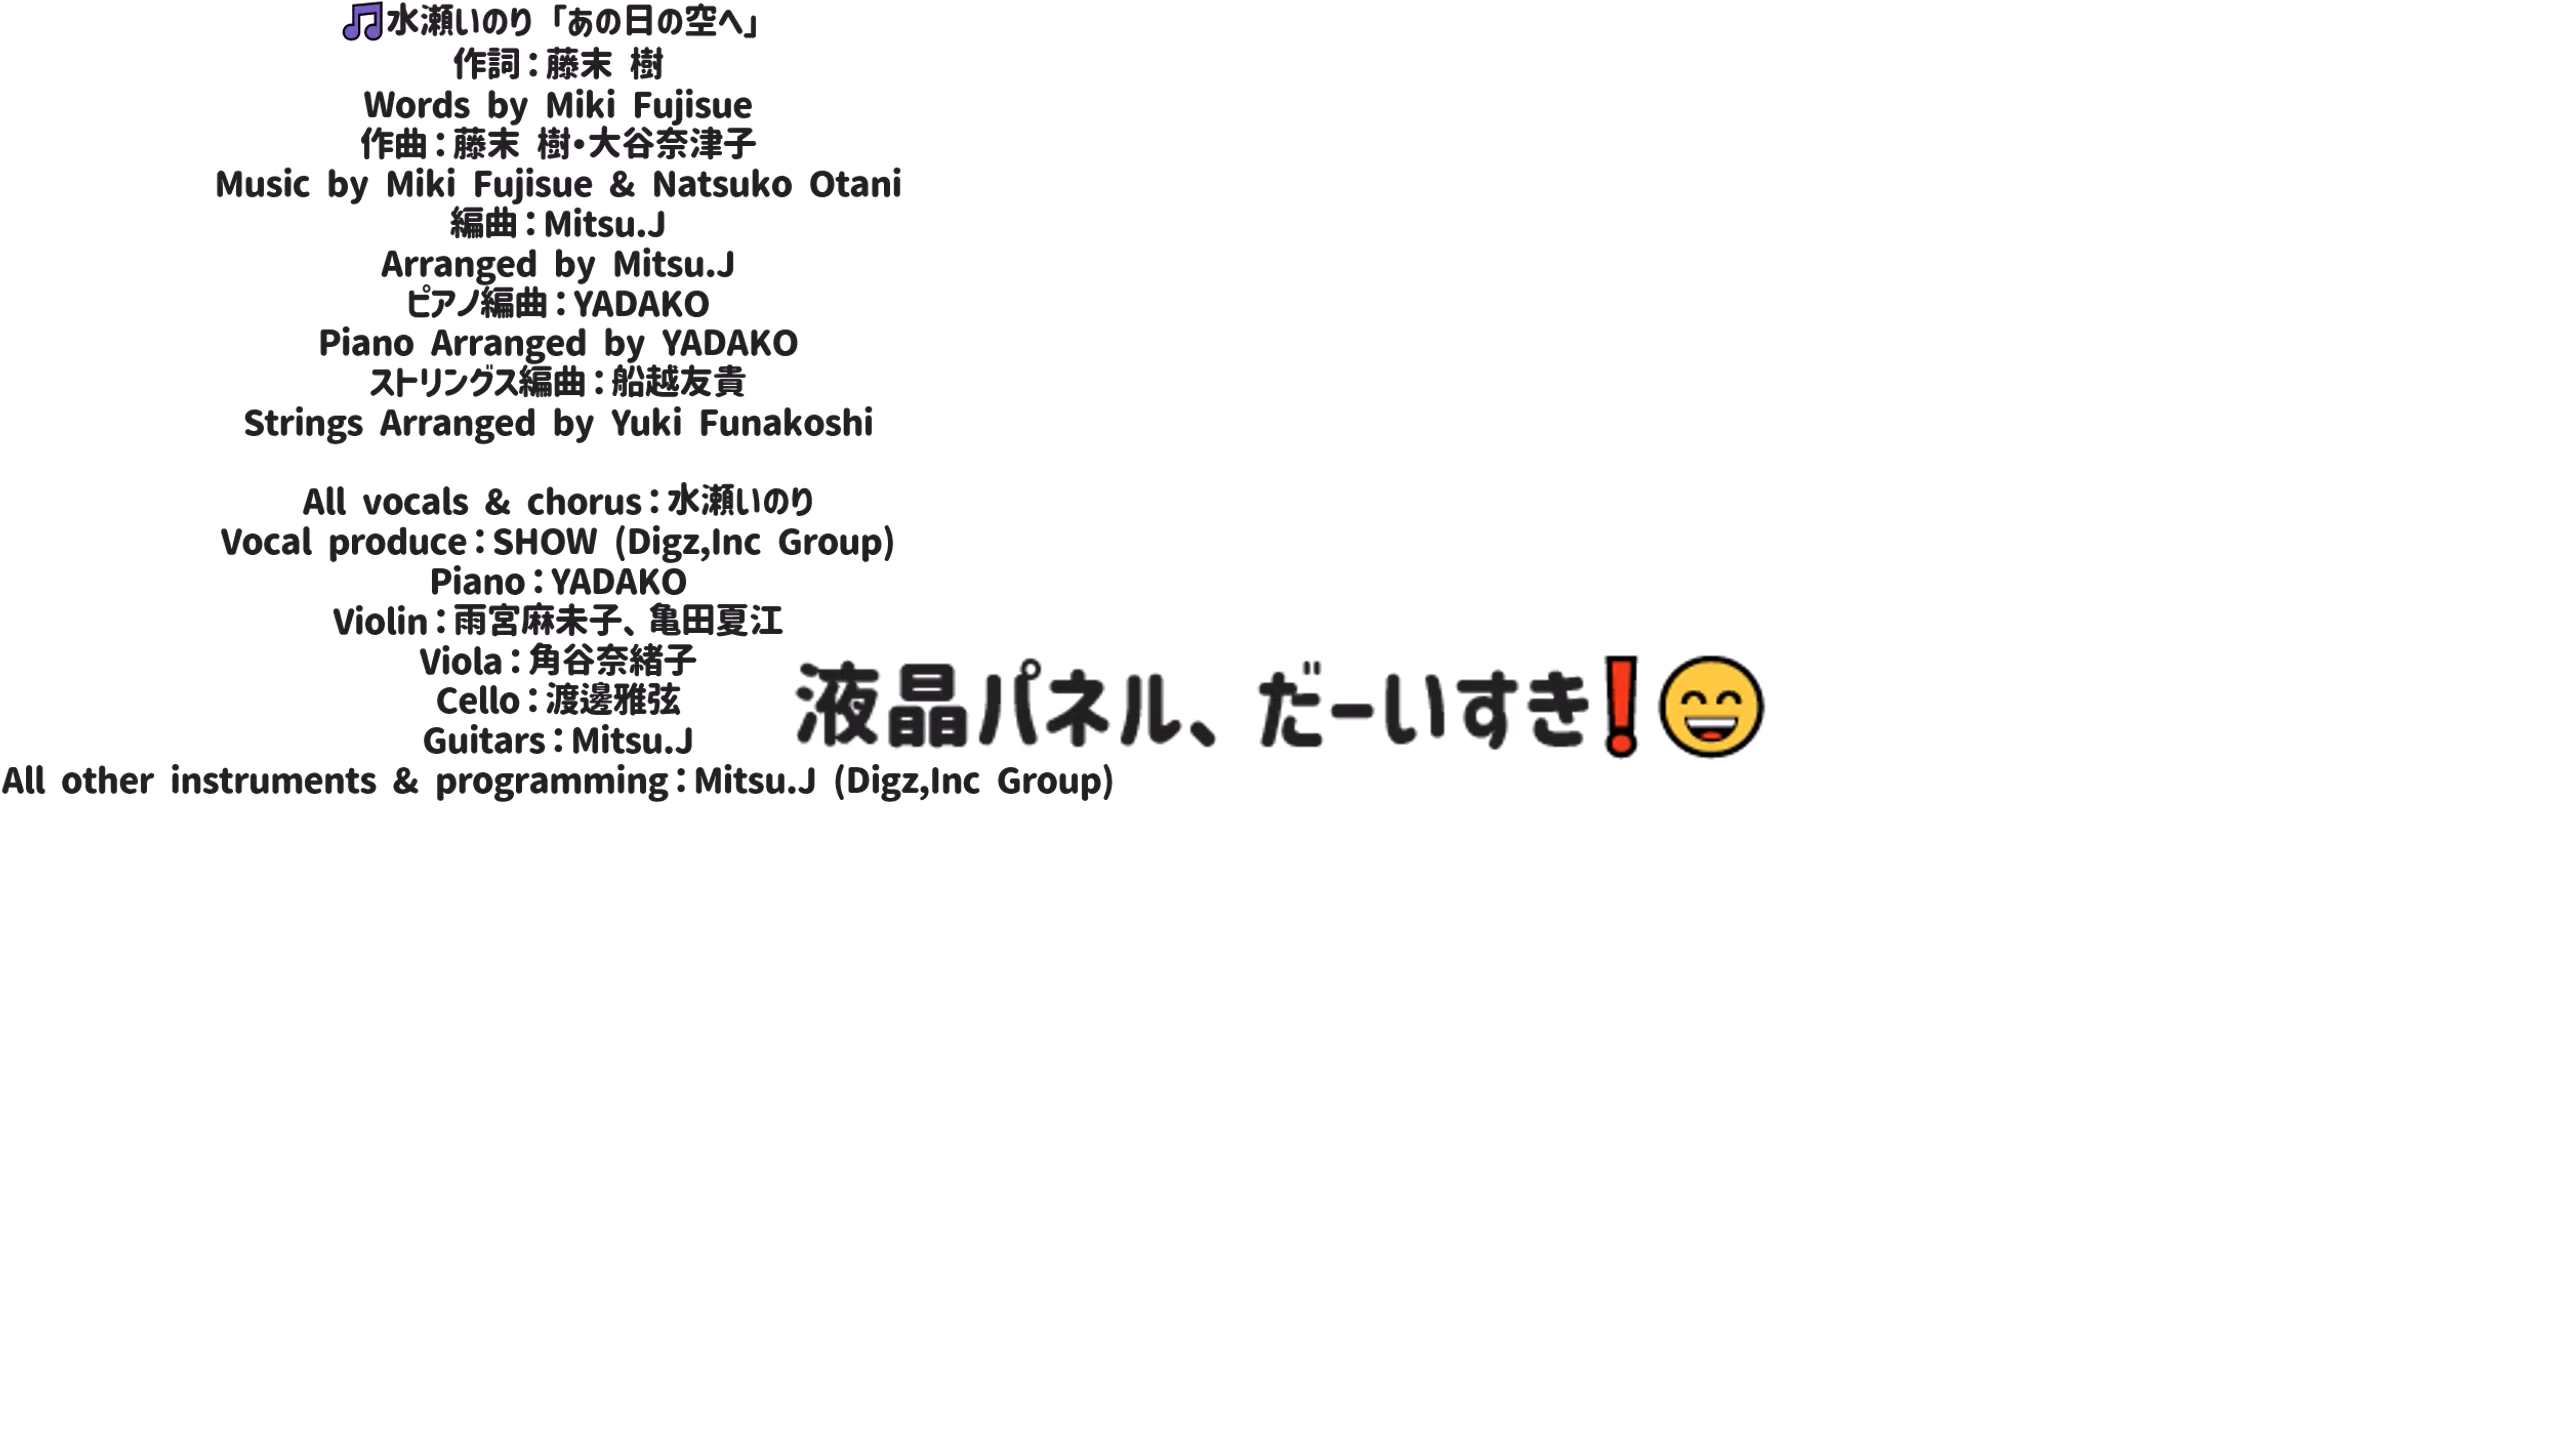 🎵水瀬いのり「あの日の空へ」
作詞：藤末 樹
Words by Miki Fujisue
作曲：藤末 樹・大谷奈津子
Music by Miki Fujisue & Natsuko Otani
編曲：Mitsu.J
Arranged by Mitsu.J
ピアノ編曲：YADAKO
Piano Arranged by YADAKO
ストリングス編曲：船越友貴
Strings Arranged by Yuki Funakoshi
All vocals & chorus：水瀬いのり
Vocal produce：SHOW (Digz,Inc Group)
Piano：YADAKO
Violin：雨宮麻未子、亀田夏江
Viola：角谷奈緒子
Cello：渡邊雅弦
Guitars：Mitsu.J
All other instruments & programming：Mitsu.J (Digz,Inc Group)
液晶パネル、だーいすき❗😄